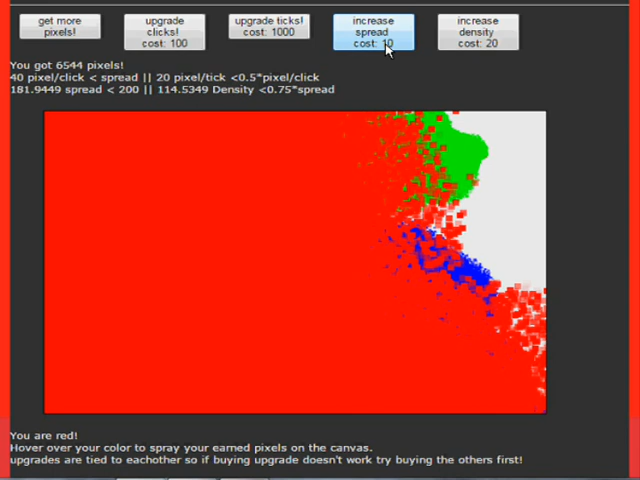 get more
pixels!
upgrade
clicks!
cost: 100
upgrade ticks!
cost: 1000
increase
spread
cost: 10
increase
density
cost: 20
You got 6544 pixels!
40 pixel/click < spread || 20 pixel/tick <0.5*pixel/click
181.9449 spread < 200 || 114.5349 Density <0.75*spread
You are red!
Hover over your color to spray your earned pixels on the canvas.
upgrades are tied to eachother so if buying upgrade doesn't work try buying the others first!